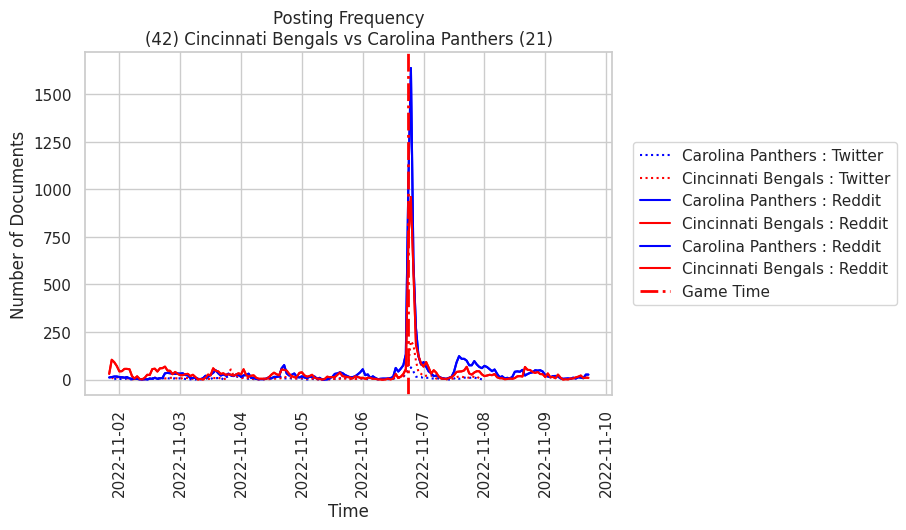 Posting Frequency
(42) Cincinnati Bengals vs Carolina Panthers (21)
Number of Documents
1500
1250
1000
750
500
250
0
2022-11-02
2022-11-03
2022-11-04
2022-11-05
2022-11-06
2022-11-07
2022-11-08
2022-11-09
2022-11-10
Time
Carolina Panthers : Twitter
Cincinnati Bengals : Twitter
Carolina Panthers : Reddit
Cincinnati Bengals : Reddit
Carolina Panthers : Reddit
Cincinnati Bengals : Reddit
Game Time